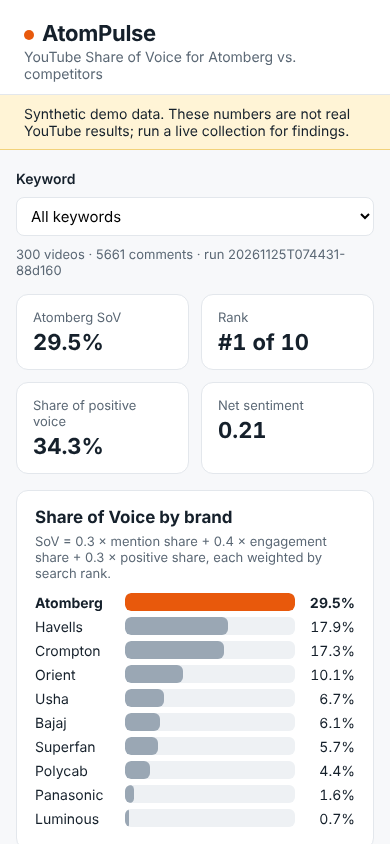 AtomPulse
YouTube Share of Voice for Atomberg vs.
competitors
Synthetic demo data. These numbers are not real
YouTube results; run a live collection for findings.
Keyword
All keywords
300 videos · 5661 comments · run 20261125T074431-
88d160
Atomberg SoV
29.5%
Rank
#1 of 10
Share of positive
voice
34.3%
Net sentiment
0.21
Share of Voice by brand
SoV = 0.3 × mention share + 0.4 × engagement
share + 0.3 × positive share, each weighted by
search rank.
Atomberg 29.5%
Havells 17.9%
Crompton 17.3%
Orient 10.1%
Usha 6.7%
Bajaj 6.1%
Superfan 5.7%
Polycab 4.4%
Panasonic 1.6%
Luminous 0.7%